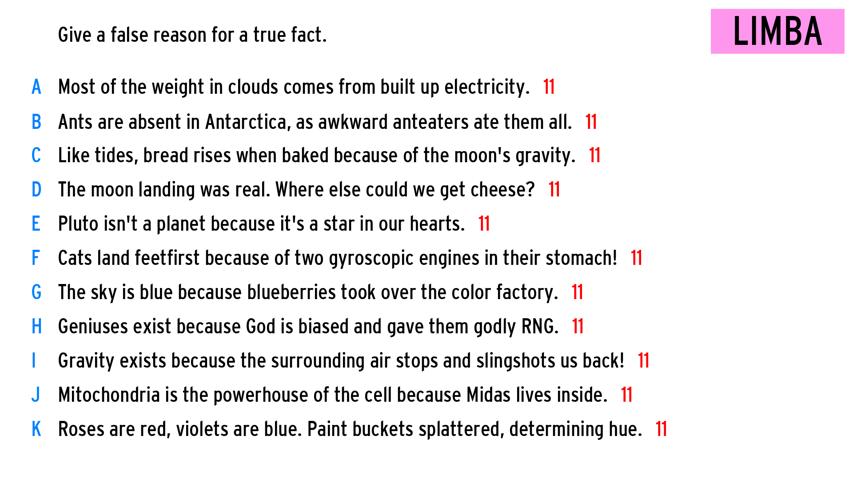 Give a false reason for a true fact.
LIMBA
A Most of the weight in clouds comes from built up electricity. 11
B Ants are absent in Antarctica, as awkward anteaters ate them all. 11
C Like tides, bread rises when baked because of the moon's gravity. 11
D The moon landing was real. Where else could we get cheese? 11
E Pluto isn't a planet because it's a star in our hearts. 11
F Cats land feetfirst because of two gyroscopic engines in their stomach! 11
G The sky is blue because blueberries took over the color factory. 11
H Geniuses exist because God is biased and gave them godly RNG. 11
I Gravity exists because the surrounding air stops and slingshots us back! 11
J Mitochondria is the powerhouse of the cell because Midas lives inside. 11
K Roses are red, violets are blue. Paint buckets splattered, determining hue. 11